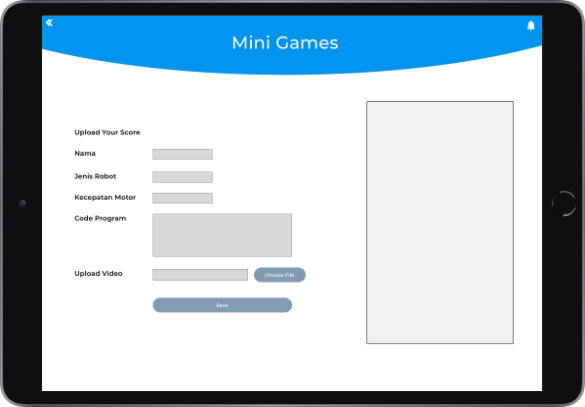 Mini Games
Upload Your Score
Nama
Jenis Robot
Kecepatan Motor
Code Program
Upload Video
Choose File
Save